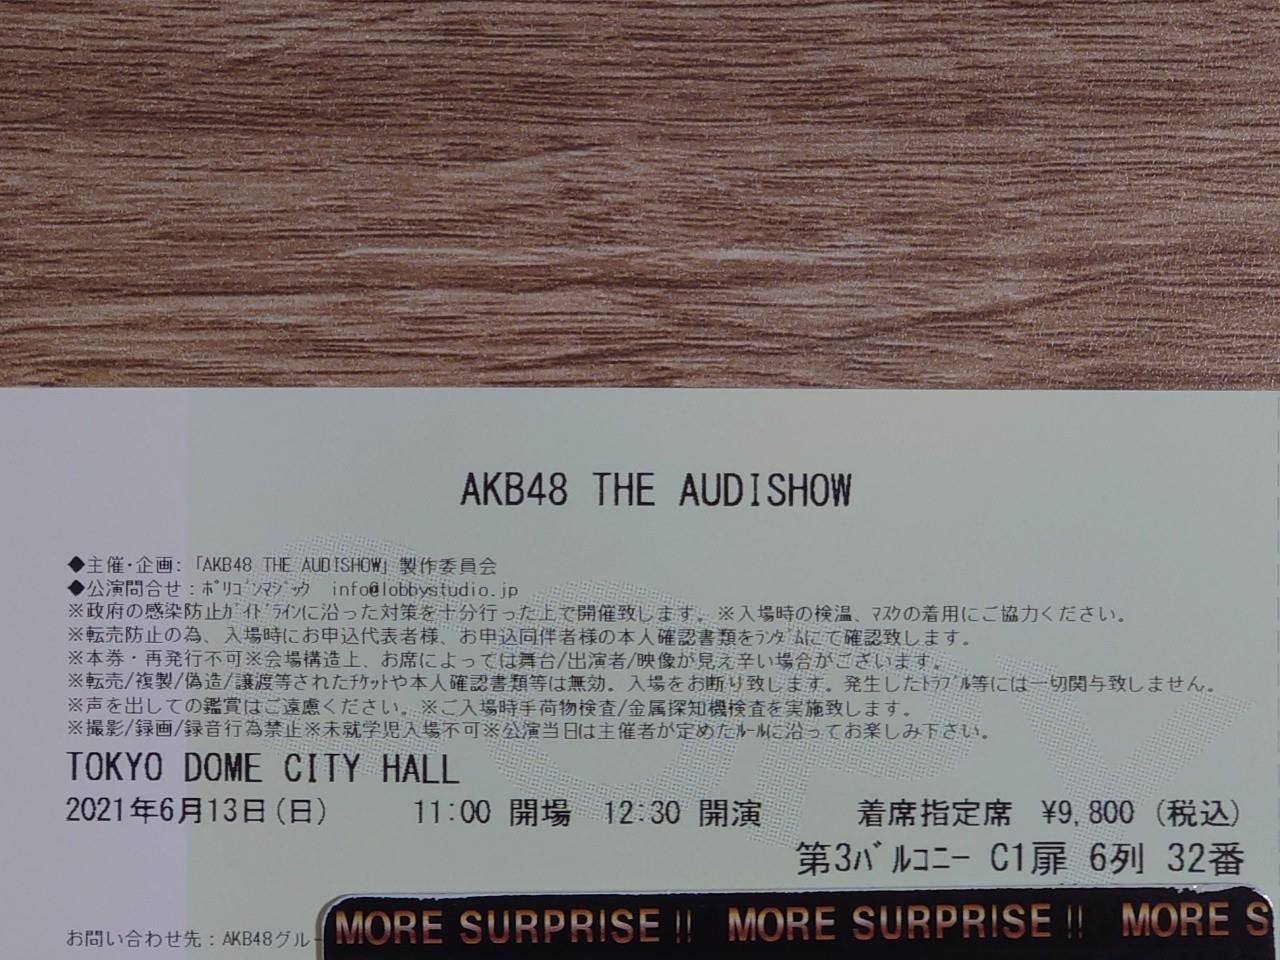 AKB48 THE AUDISHOW
◆主催・企画:「AKB48 THE AUDISHOW」製作委員会
◆公演問合せ:ﾎﾟﾘｺﾞﾝﾏｼﾞｯｸ info@lobbystudio.jp
※政府の感染防止ｶﾞｲﾄﾞﾗｲﾝに沿った対策を十分行った上で開催致します。※入場時の検温、ﾏｽｸの着用にご協力ください。
※転売防止の為、入場時にお申込代表者様、お申込同伴者様の本人確認書類をﾗﾝﾀﾞﾑにて確認致します。
※本券・再発行不可※会場構造上、お席によっては舞台/出演者/映像が見え辛い場合がございます。
※転売/複製/偽造/譲渡等されたﾁｹｯﾄや本人確認書類等は無効。入場をお断り致します。発生したﾄﾗﾌﾞﾙ等には一切関与致しません。
※声を出しての鑑賞はご遠慮ください。※ご入場時手荷物検査/金属探知機検査を実施致します。
※撮影/録画/録音行為禁止※未就学児入場不可※公演当日は主催者が定めたﾙｰﾙに沿ってお楽しみ下さい。
TOKYO DOME CITY HALL
2021年6月13日(日) 11:00 開場 12:30 開演 着席指定席 ¥9,800 (税込)
第3ﾊﾞﾙｺﾆｰ C1扉 6列 32番
お問い合わせ先:AKB48グルー
MORE SURPRISE!! MORE SURPRISE!! MORE S